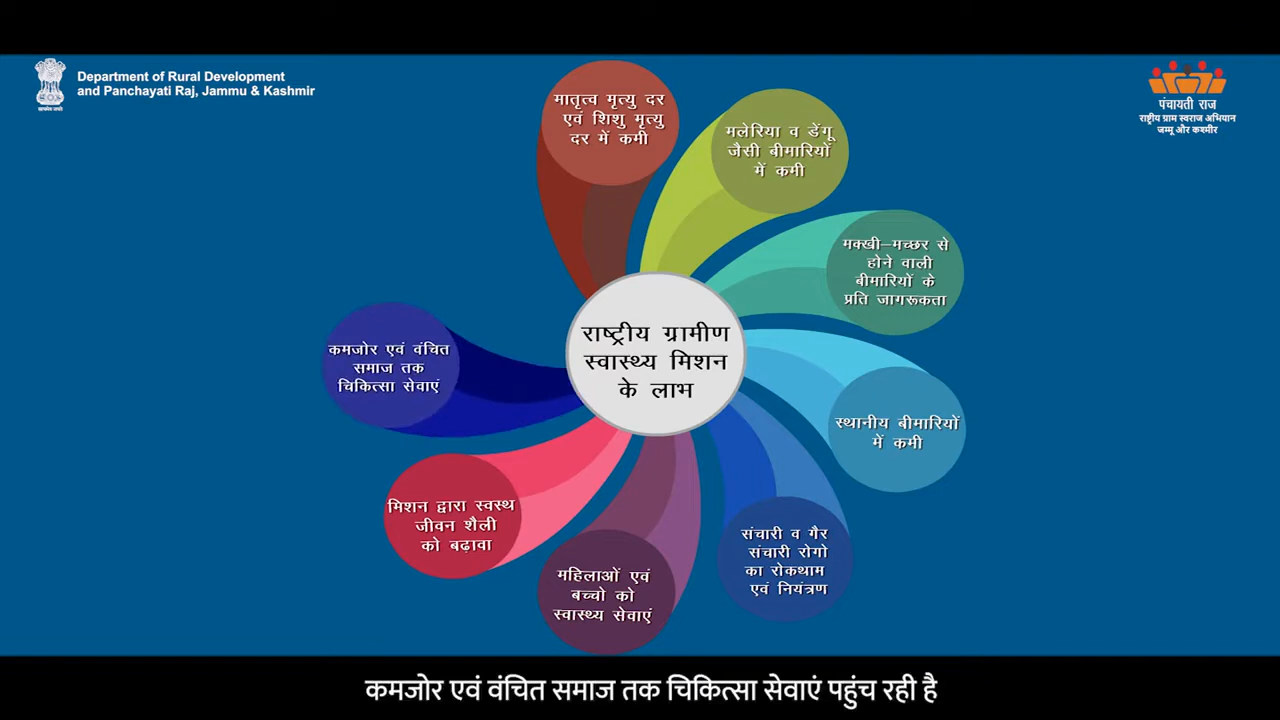 Department of Rural Development
and Panchayati Raj, Jammu & Kashmir
पंचायती राज
राष्ट्रीय ग्राम स्वराज अभियान
जम्मू और कश्मीर
मातृत्व मृत्यु दर
एवं शिशु मृत्यु
दर में कमी
मलेरिया व डेंगू
जैसी बीमारियों
में कमी
मक्खी–मच्छर से
होने वाली
बीमारियों के
प्रति जागरूकता
स्थानीय बीमारियों
में कमी
संचारी व गैर
संचारी रोगो
का रोकथाम
एवं नियंत्रण
महिलाओं एवं
बच्चो को
स्वास्थ्य सेवाएं
मिशन द्वारा स्वस्थ
जीवन शैली
को बढ़ावा
कमजोर एवं वंचित
समाज तक
चिकित्सा सेवाएं
राष्ट्रीय ग्रामीण
स्वास्थ्य मिशन
के लाभ
कमजोर एवं वंचित समाज तक चिकित्सा सेवाएं पहुंच रही है